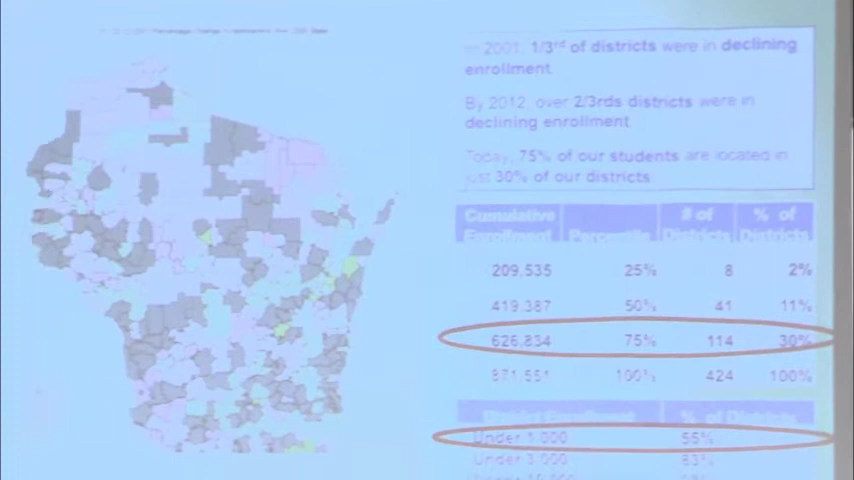 In 2001, 1/3rd of districts were in declining
enrollment
By 2012, over 2/3rds districts were in
declining enrollment
Today, 75% of our students are located in
just 30% of our districts
Cumulative Enrollment Percentile # of Districts % of Districts
209,535 25% 8 2%
419,387 50% 41 11%
626,834 75% 114 30%
871,551 100% 424 100%
District Enrollment % of Districts
Under 1,000 55%
Under 3,000 83%